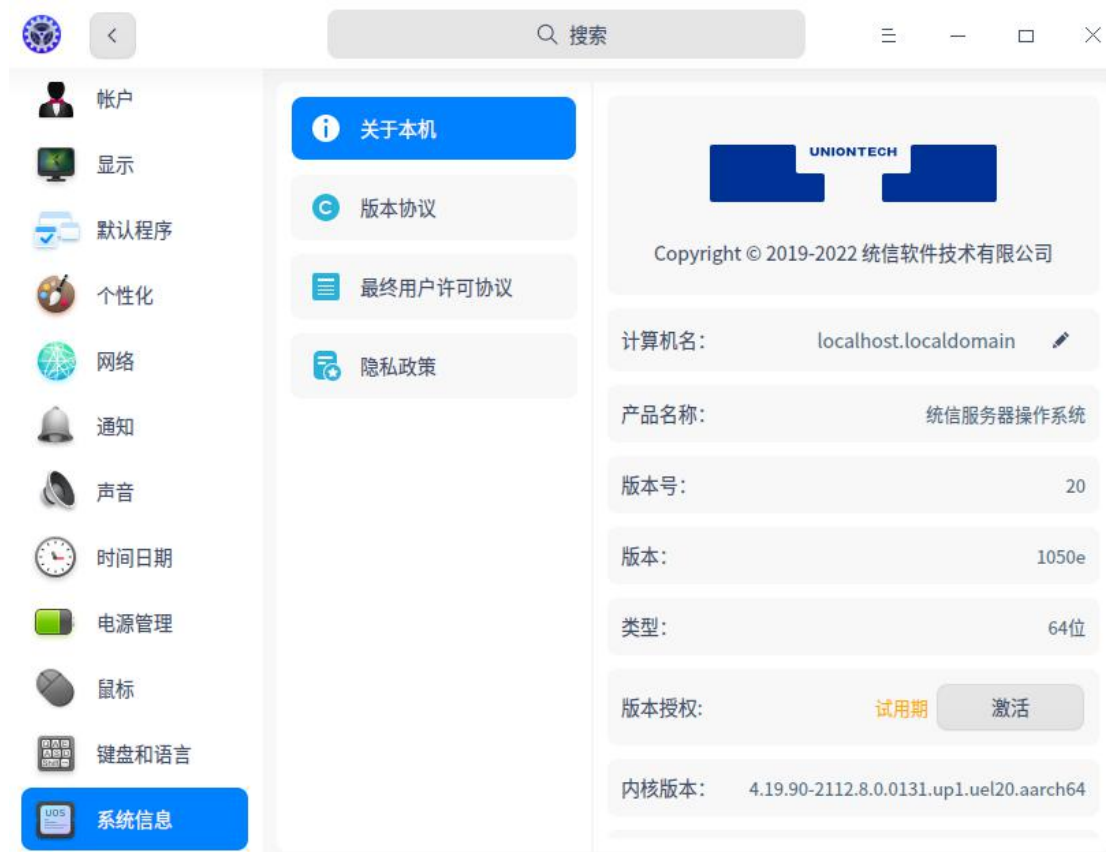 搜索
帐户
显示
默认程序
个性化
网络
通知
声音
时间日期
电源管理
鼠标
键盘和语言
UOS
系统信息
关于本机
版本协议
最终用户许可协议
隐私政策
UNIONTECH
Copyright © 2019-2022 统信软件技术有限公司
计算机名： localhost.localdomain
产品名称： 统信服务器操作系统
版本号： 20
版本： 1050e
类型： 64位
版本授权: 试用期 激活
内核版本： 4.19.90-2112.8.0.0131.up1.uel20.aarch64